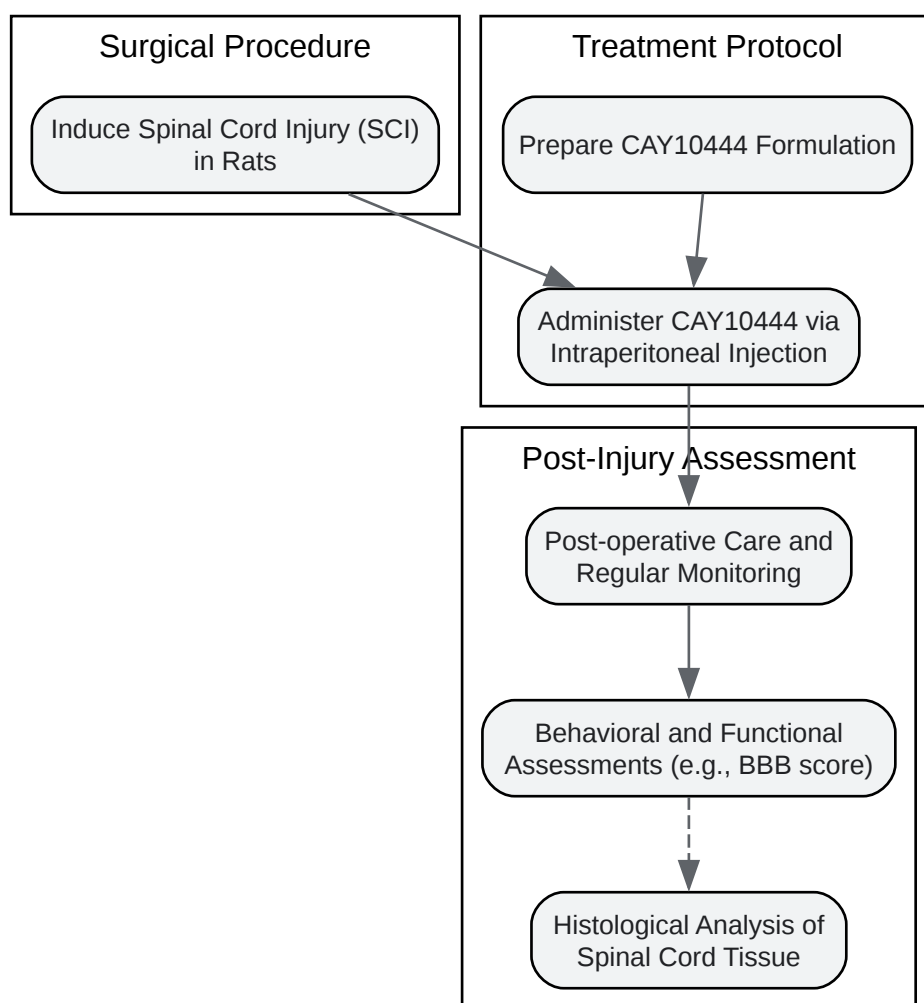 Surgical Procedure
Induce Spinal Cord Injury (SCI)
in Rats
Treatment Protocol
Prepare CAY10444 Formulation
Administer CAY10444 via
Intraperitoneal Injection
Post-Injury Assessment
Post-operative Care and
Regular Monitoring
Behavioral and Functional
Assessments (e.g., BBB score)
Histological Analysis of
Spinal Cord Tissue